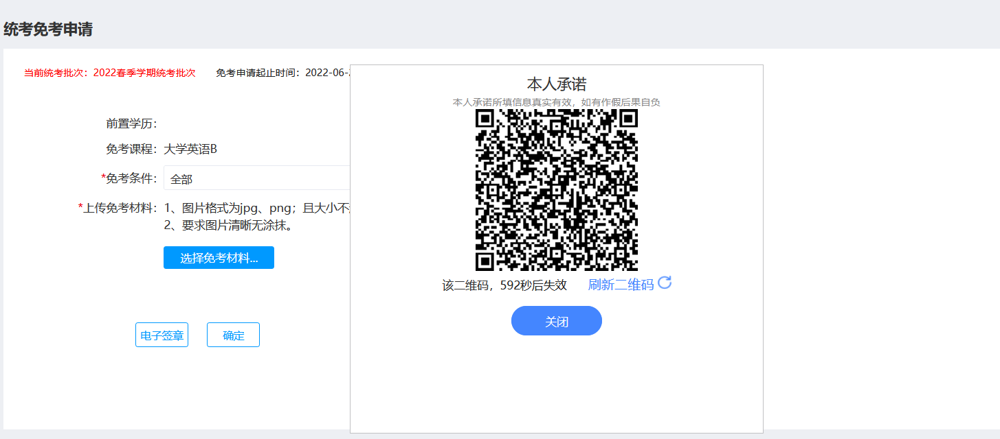 统考免考申请
当前统考批次：2022春季学期统考批次 免考申请起止时间：2022-06-
本人承诺
本人承诺所填信息真实有效，如有作假后果自负
前置学历：
免考课程：大学英语B
*免考条件：全部
*上传免考材料：1、图片格式为jpg、png；且大小不
2、要求图片清晰无涂抹。
选择免考材料...
该二维码，592秒后失效 刷新二维码
关闭
电子签章 确定